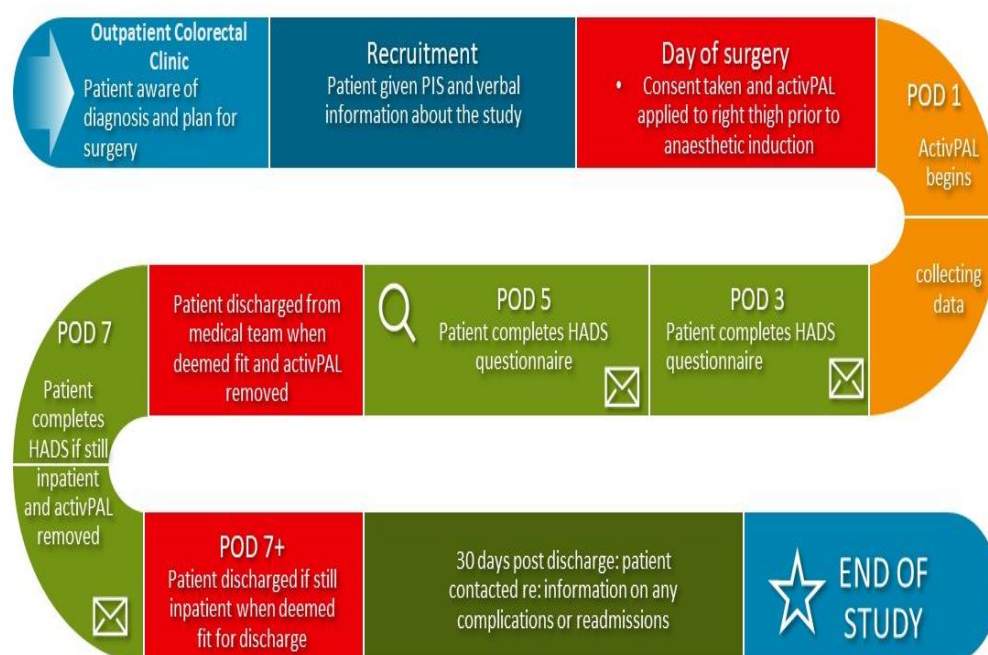 Outpatient Colorectal
Clinic
Patient aware of
diagnosis and plan for
surgery
Recruitment
Patient given PIS and verbal
information about the study
Day of surgery
• Consent taken and activPAL
applied to right thigh prior to
anaesthetic induction
POD 1
ActivPAL
begins
collecting
data
POD 3
Patient completes HADS
questionnaire
POD 5
Patient completes HADS
questionnaire
Patient discharged from
medical team when
deemed fit and activPAL
removed
POD 7
Patient
completes
HADS if still
inpatient
and activPAL
removed
POD 7+
Patient discharged if still
inpatient when deemed
fit for discharge
30 days post discharge: patient
contacted re: information on any
complications or readmissions
END OF
STUDY